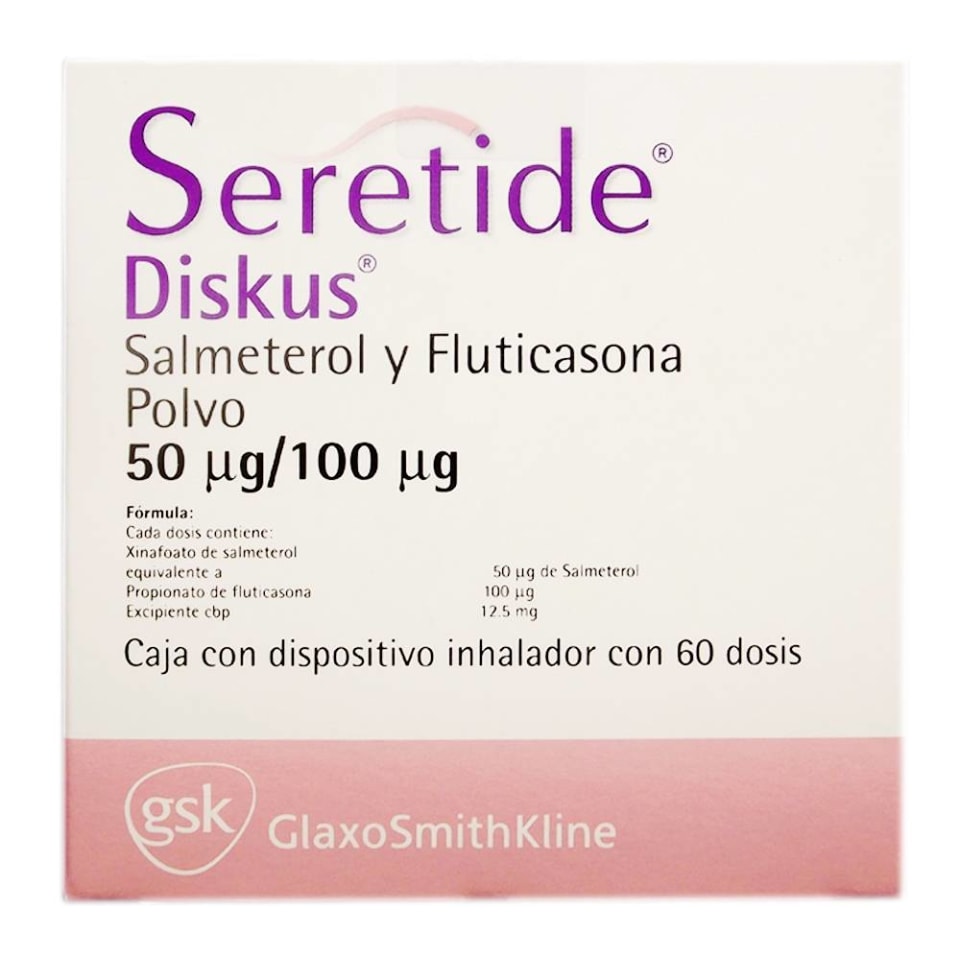 Seretide®
Diskus®
Salmeterol y Fluticasona
Polvo
50 µg/100 µg
Fórmula:
Cada dosis contiene:
Xinafoato de salmeterol
equivalente a 50 µg de Salmeterol
Propionato de fluticasona 100 µg
Excipiente cbp 12.5 mg
Caja con dispositivo inhalador con 60 dosis
gsk GlaxoSmithKline